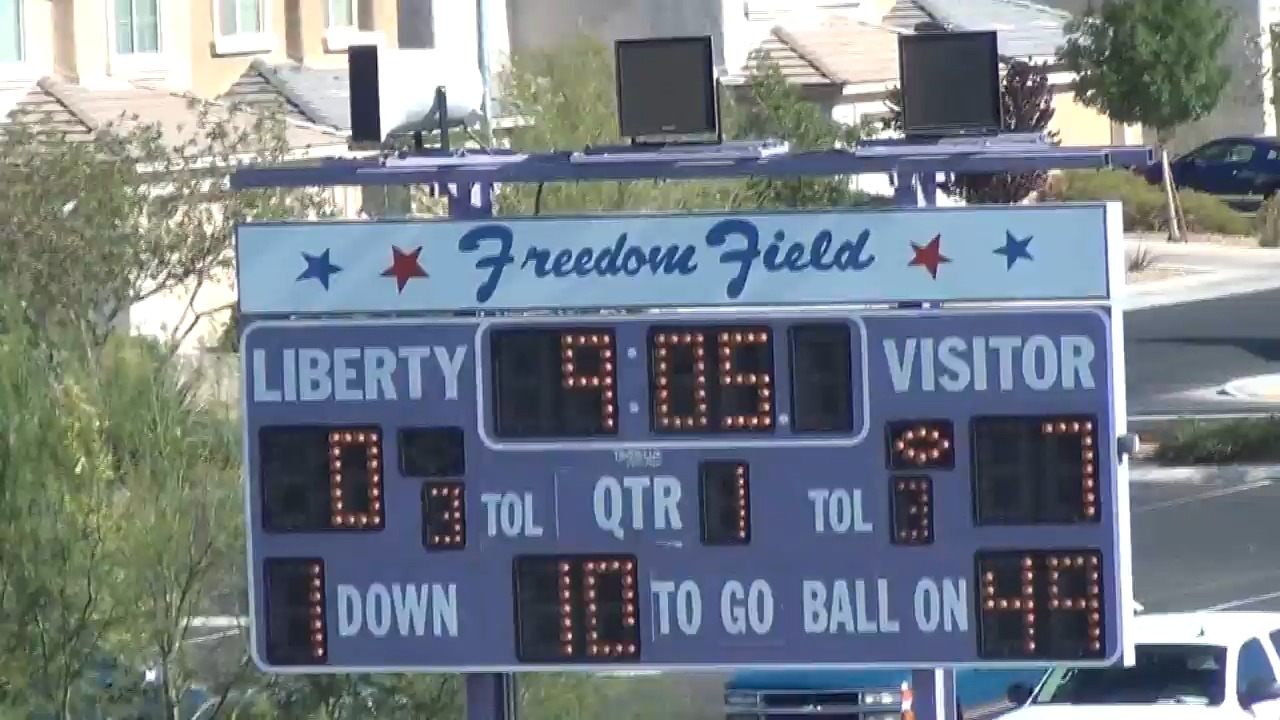 Freedom Field
LIBERTY 9:05 VISITOR
0 3 TOL QTR 1 TOL 3 7
1 DOWN 10 TO GO BALL ON 49